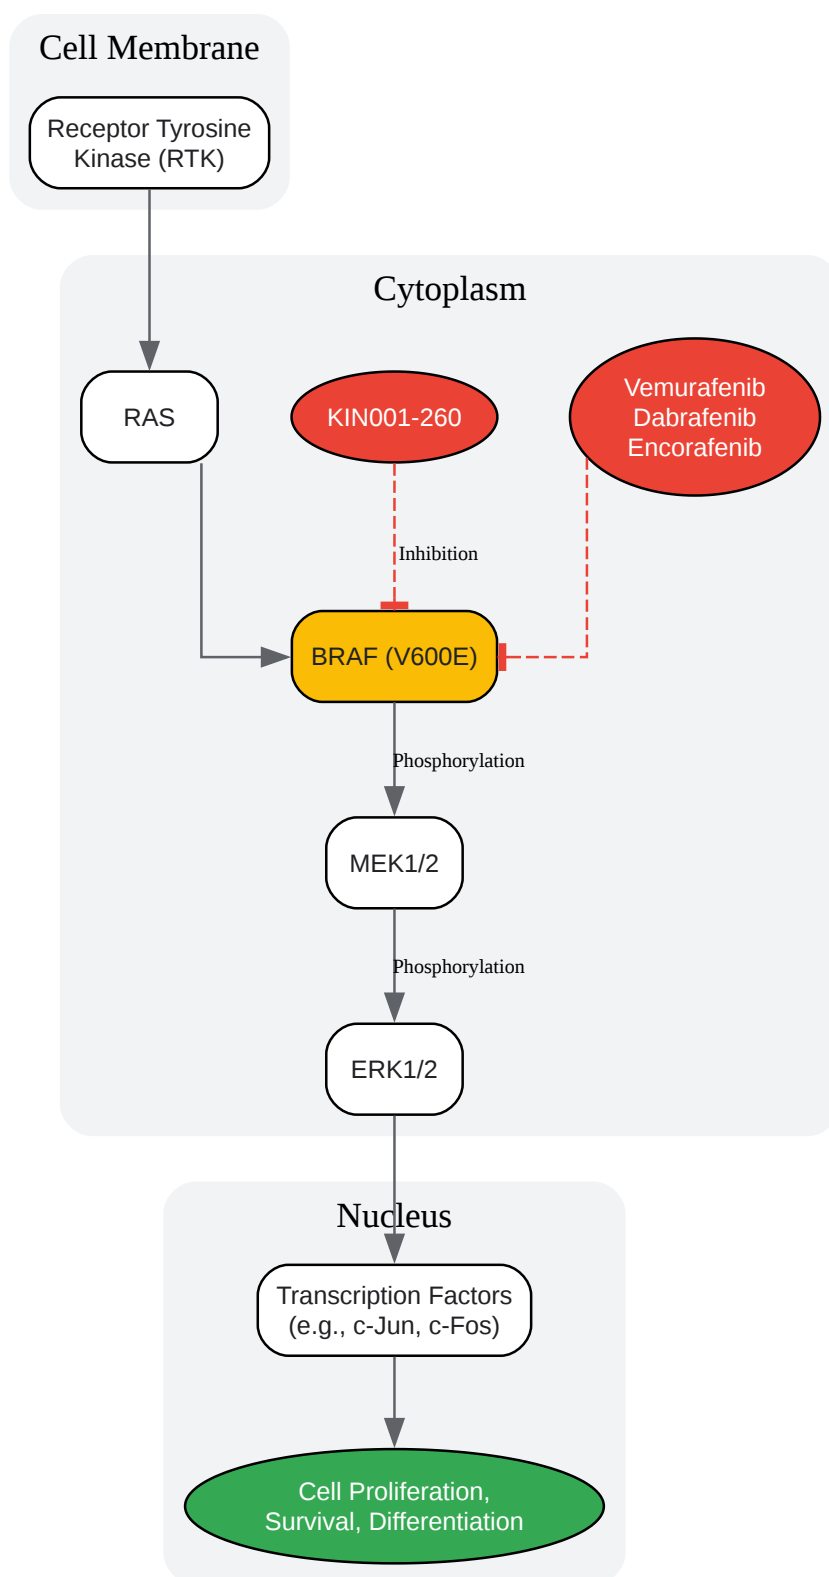 Cell Membrane
Receptor Tyrosine
Kinase (RTK)
Cytoplasm
RAS
KIN001-260
Vemurafenib
Dabrafenib
Encorafenib
Inhibition
BRAF (V600E)
Phosphorylation
MEK1/2
Phosphorylation
ERK1/2
Nucleus
Transcription Factors
(e.g., c-Jun, c-Fos)
Cell Proliferation,
Survival, Differentiation